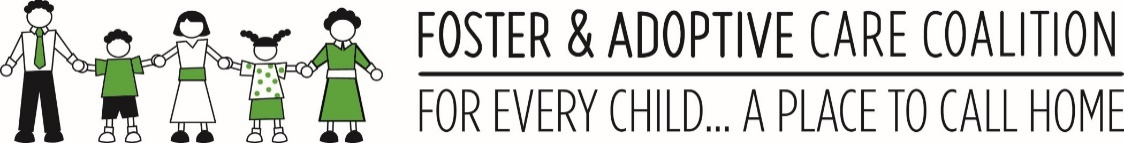 FOSTER & ADOPTIVE CARE COALITION
FOR EVERY CHILD... A PLACE TO CALL HOME